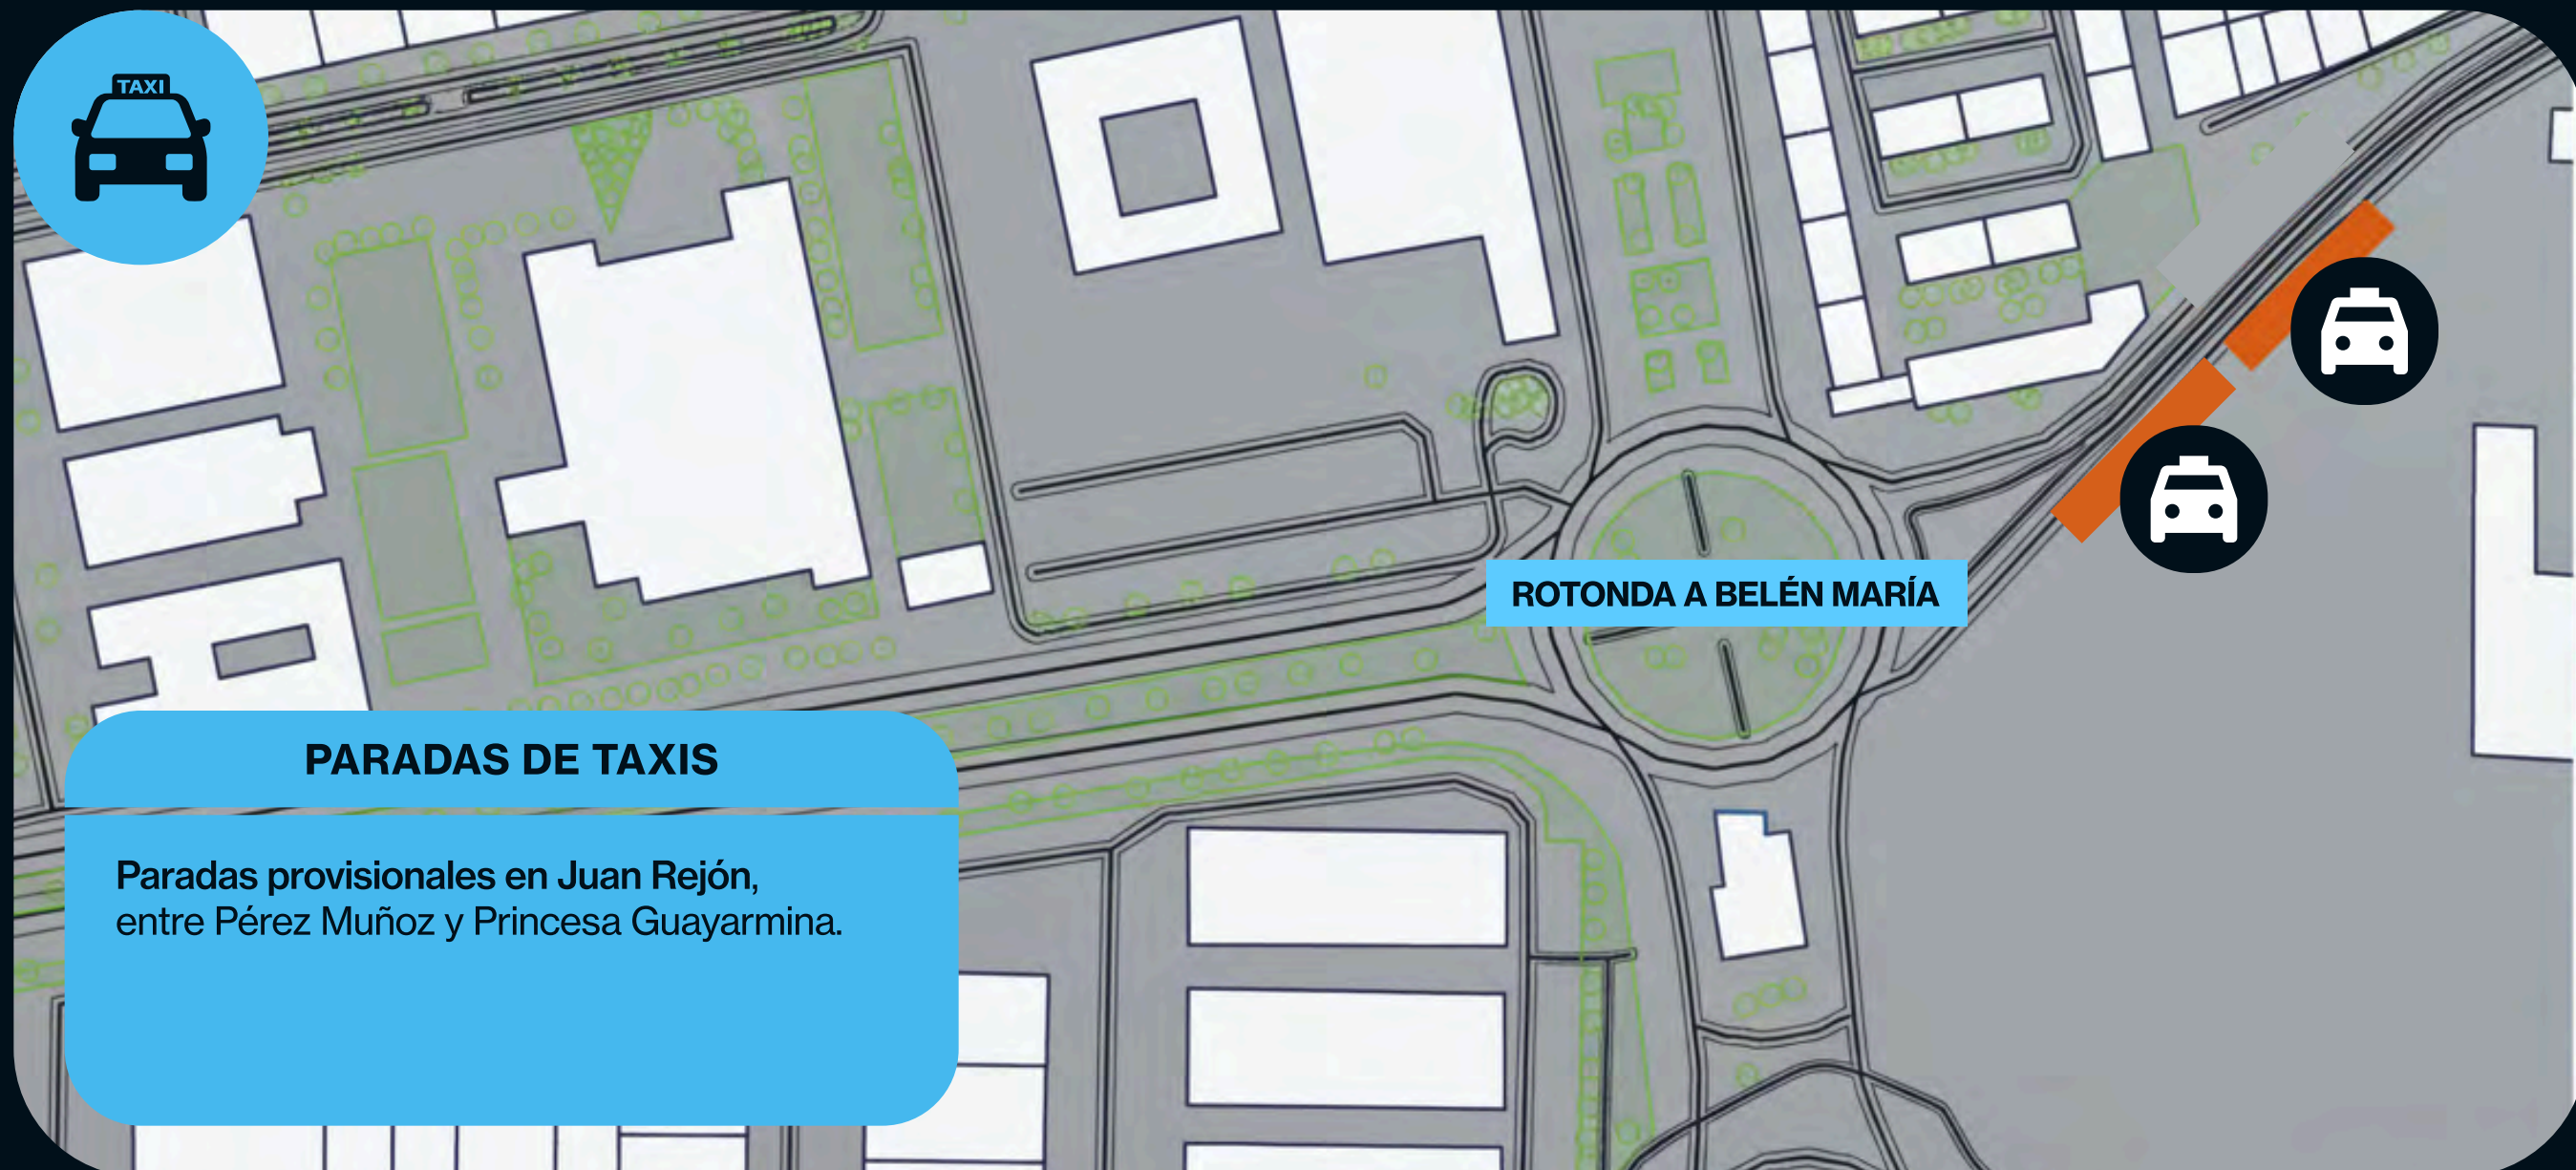 TAXI
ROTONDA A BELÉN MARÍA
PARADAS DE TAXIS
Paradas provisionales en Juan Rejón,
entre Pérez Muñoz y Princesa Guayarmina.